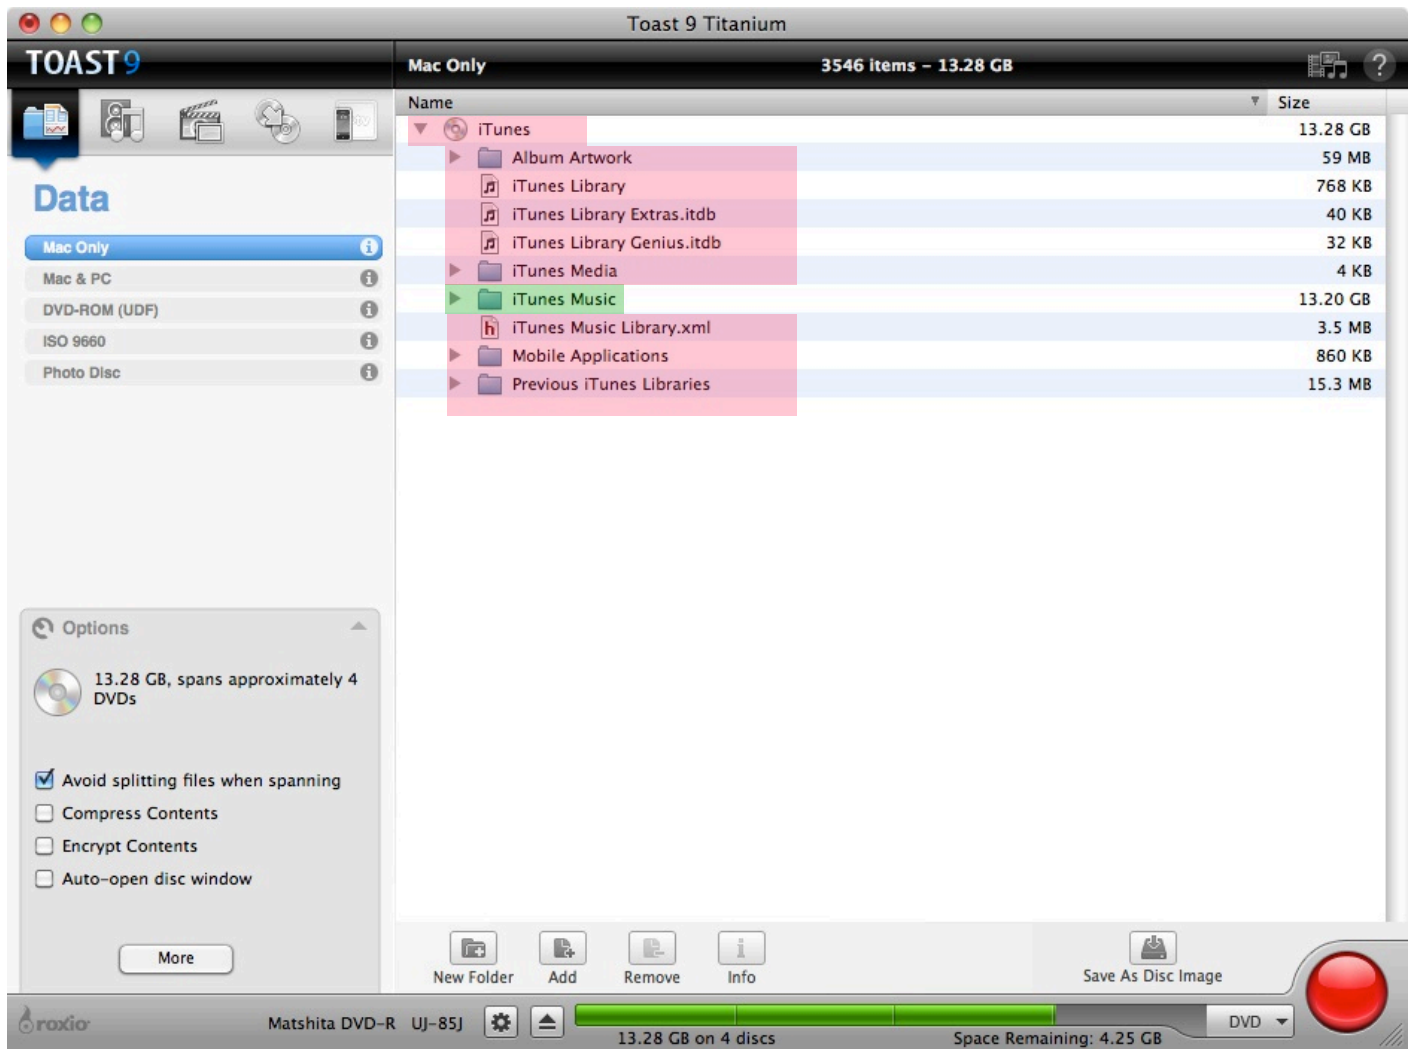 Toast 9 Titanium
TOAST 9
Mac Only
3546 items – 13.28 GB
?
Name
Size
iTunes
13.28 GB
Album Artwork
59 MB
iTunes Library
768 KB
iTunes Library Extras.itdb
40 KB
iTunes Library Genius.itdb
32 KB
iTunes Media
4 KB
iTunes Music
13.20 GB
iTunes Music Library.xml
3.5 MB
Mobile Applications
860 KB
Previous iTunes Libraries
15.3 MB
Data
Mac Only
Mac & PC
DVD-ROM (UDF)
ISO 9660
Photo Disc
Options
13.28 GB, spans approximately 4
DVDs
Avoid splitting files when spanning
Compress Contents
Encrypt Contents
Auto-open disc window
More
New Folder
Add
Remove
Info
Save As Disc Image
roxio
Matshita DVD-R UJ-85J
13.28 GB on 4 discs
Space Remaining: 4.25 GB
DVD